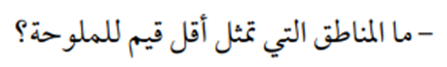 - ما المناطق التي تمثل أقل قيم للملوحة؟